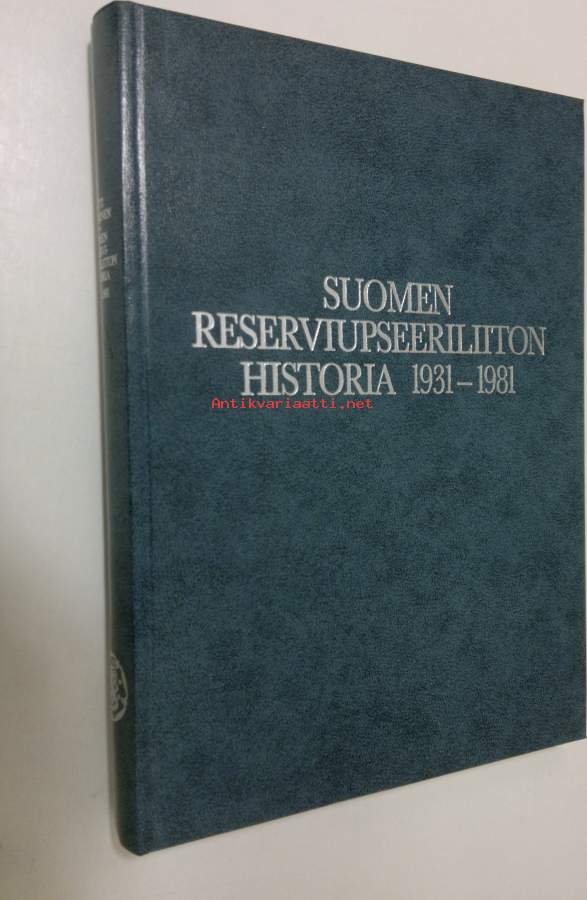 SUOMEN
RESERVIUPSEERILIITON
HISTORIA 1931–1981
Antikvariaatti.net